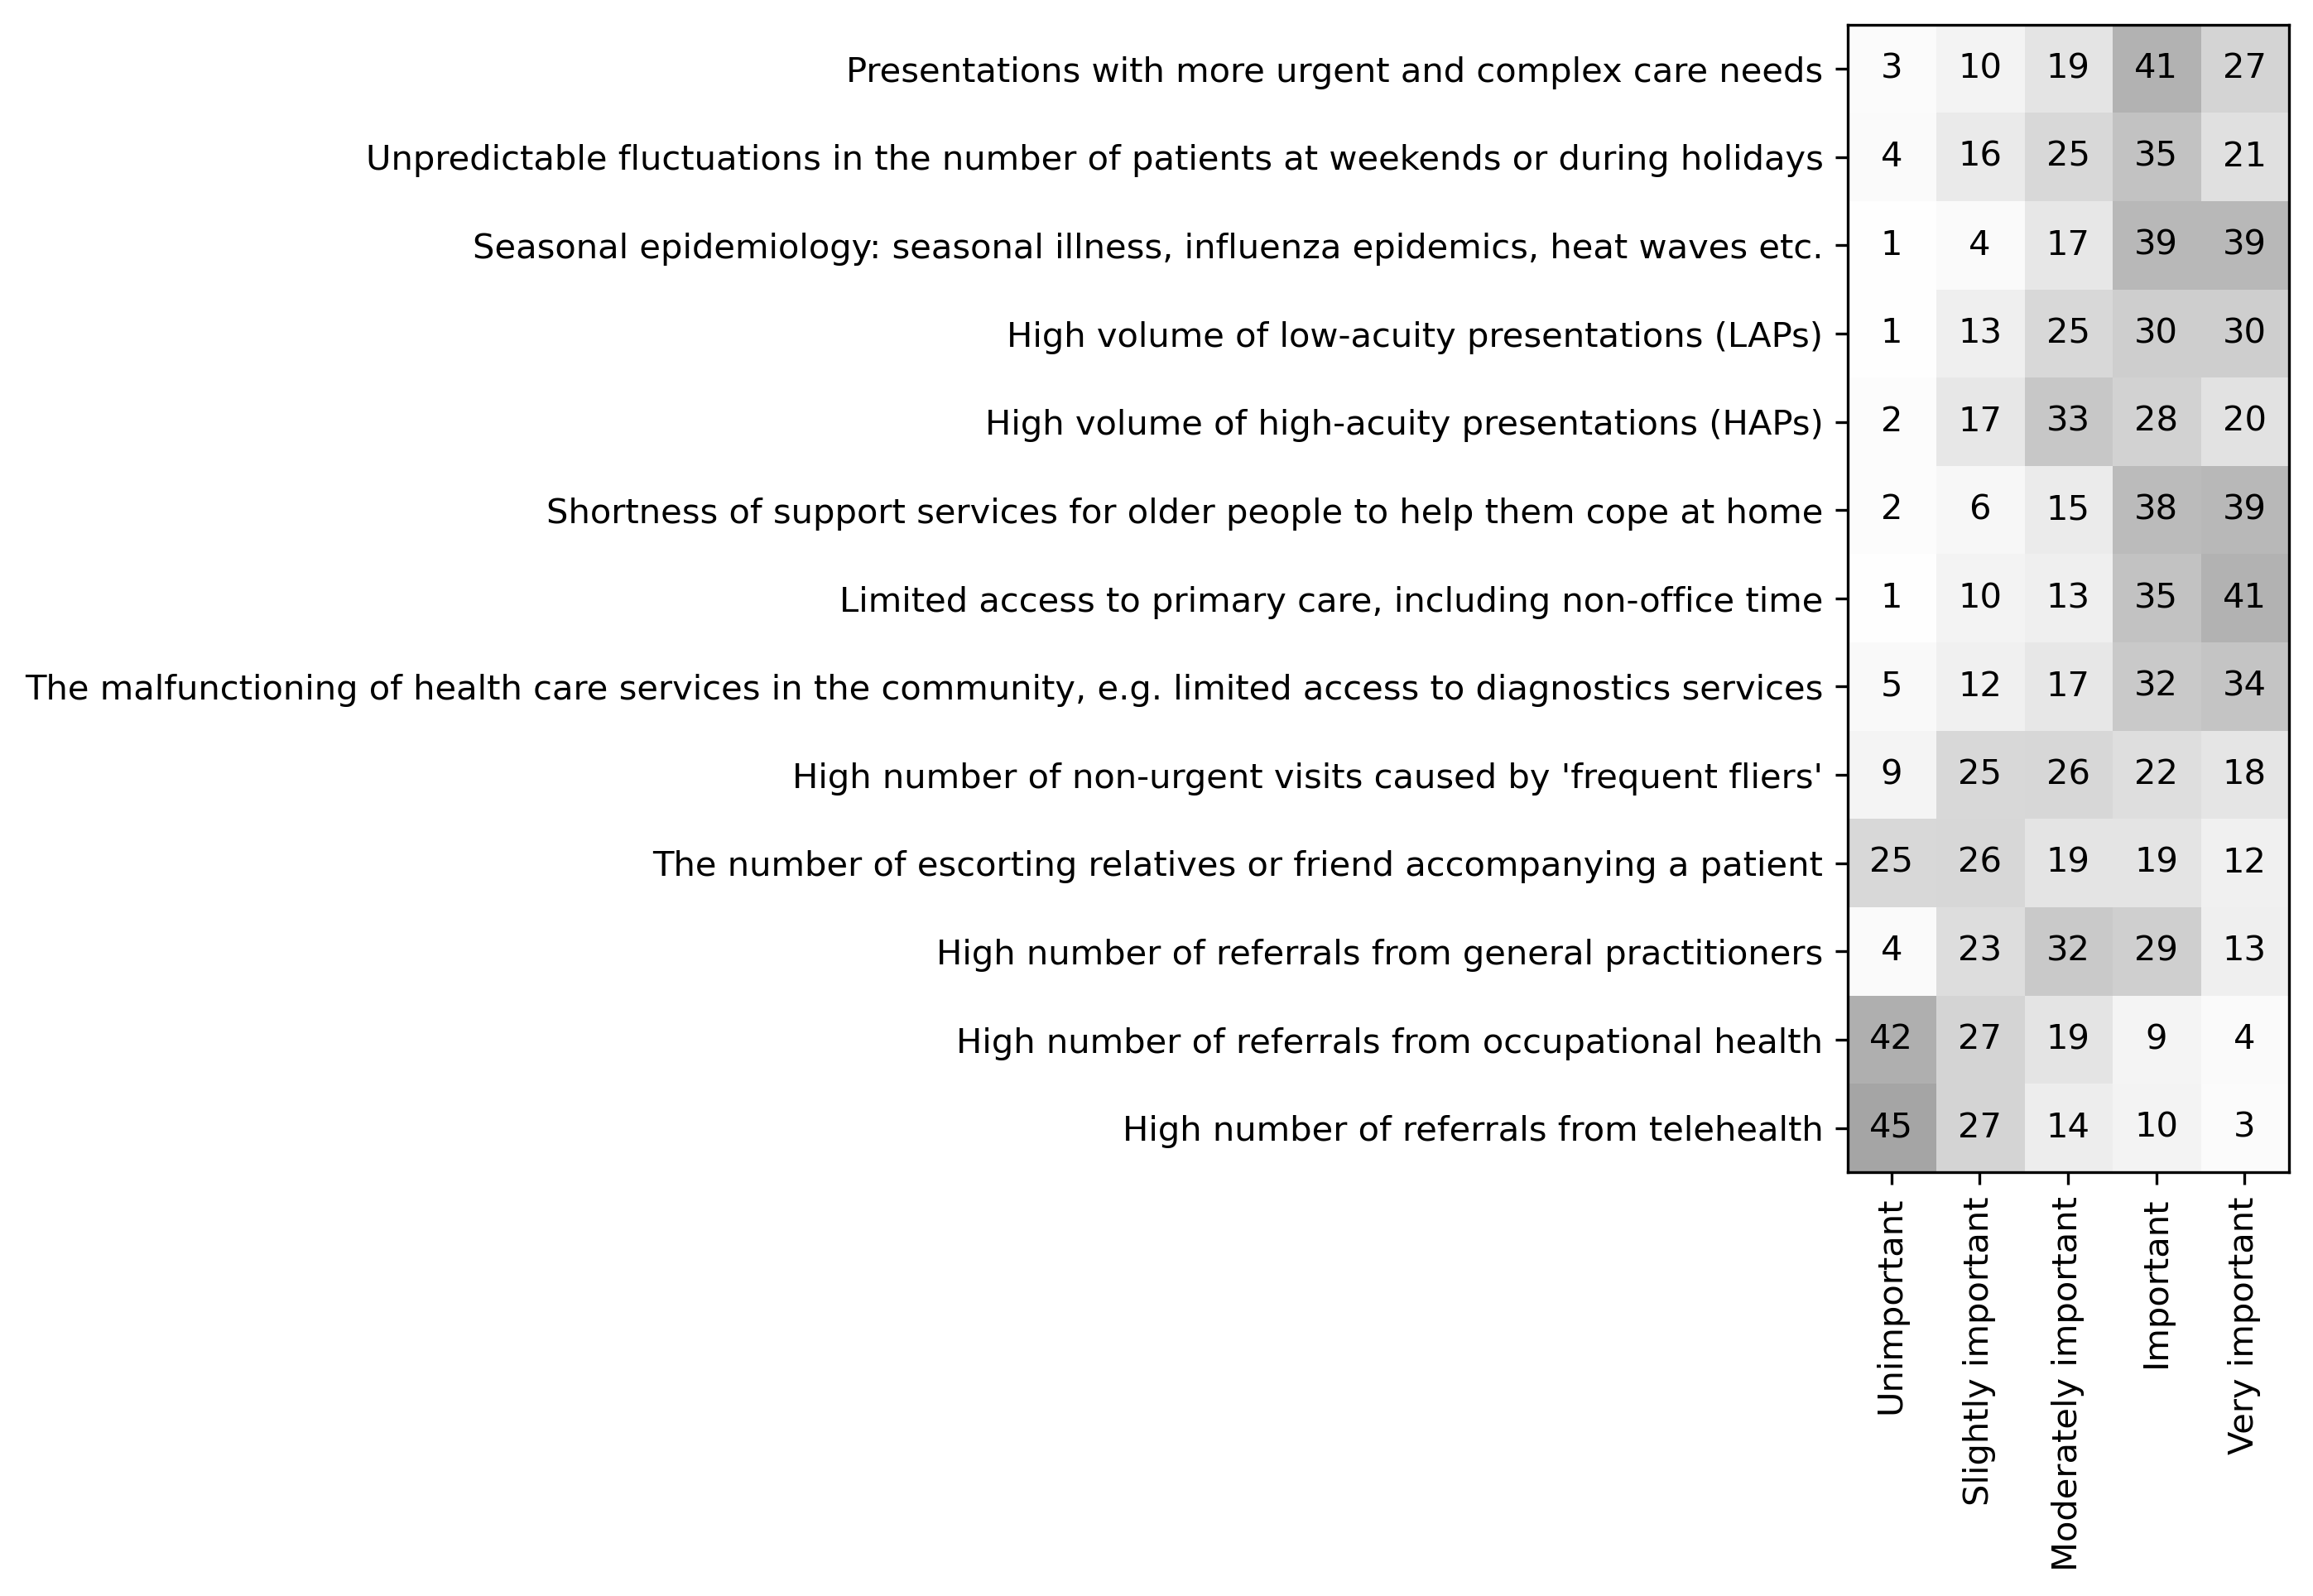 Presentations with more urgent and complex care needs 3 10 19 41 27
Unpredictable fluctuations in the number of patients at weekends or during holidays 4 16 25 35 21
Seasonal epidemiology: seasonal illness, influenza epidemics, heat waves etc. 1 4 17 39 39
High volume of low-acuity presentations (LAPs) 1 13 25 30 30
High volume of high-acuity presentations (HAPs) 2 17 33 28 20
Shortness of support services for older people to help them cope at home 2 6 15 38 39
Limited access to primary care, including non-office time 1 10 13 35 41
The malfunctioning of health care services in the community, e.g. limited access to diagnostics services 5 12 17 32 34
High number of non-urgent visits caused by 'frequent fliers' 9 25 26 22 18
The number of escorting relatives or friend accompanying a patient 25 26 19 19 12
High number of referrals from general practitioners 4 23 32 29 13
High number of referrals from occupational health 42 27 19 9 4
High number of referrals from telehealth 45 27 14 10 3
Unimportant
Slightly important
Moderately important
Important
Very important